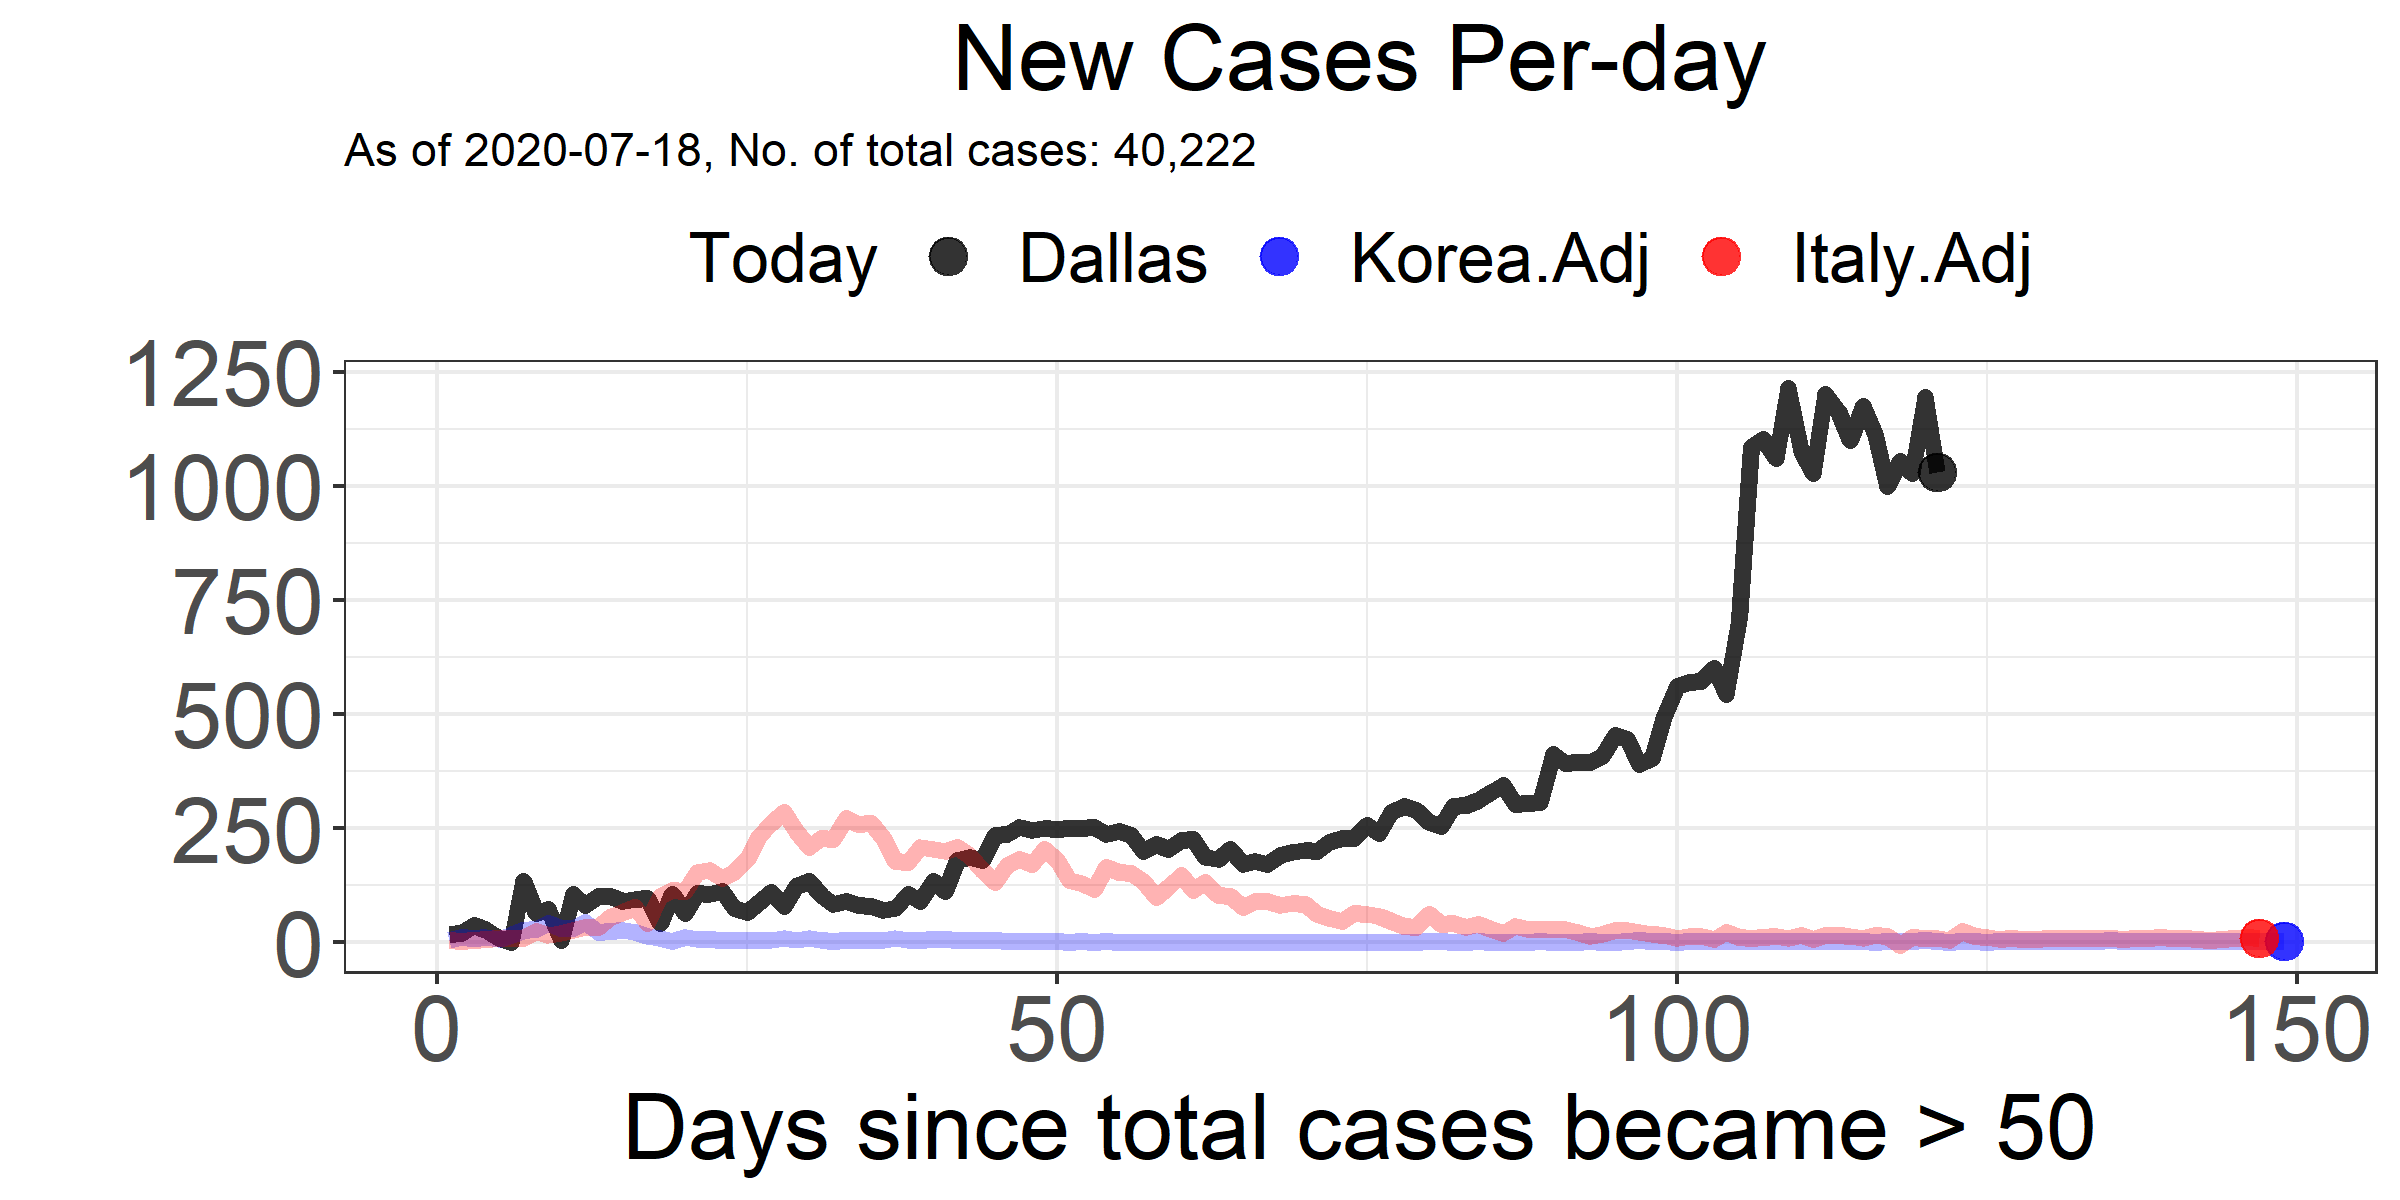 New Cases Per-day
As of 2020-07-18, No. of total cases: 40,222
Today Dallas Korea.Adj Italy.Adj
1250
1000
750
500
250
0
0 50 100 150
Days since total cases became > 50